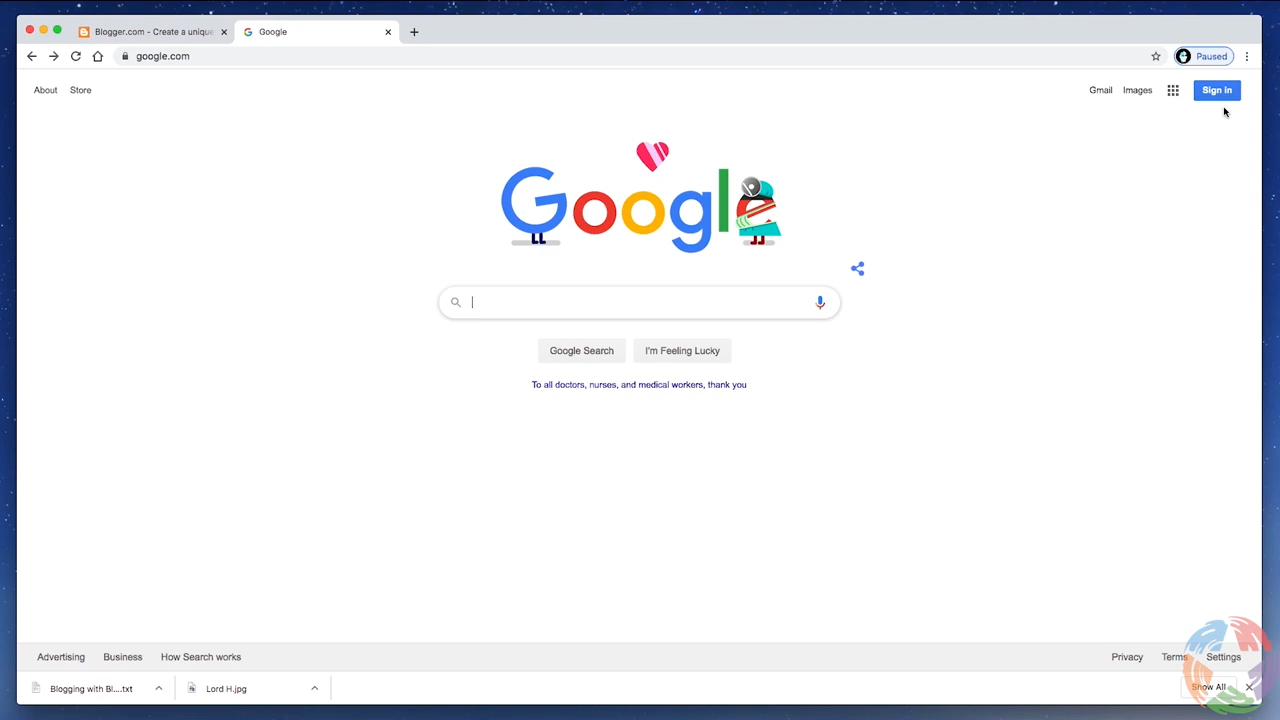 Blogger.com - Create a unique
Google
google.com
Paused
About
Store
Gmail
Images
Sign in
Google
Google Search
I'm Feeling Lucky
To all doctors, nurses, and medical workers, thank you
Advertising
Business
How Search works
Privacy
Terms
Settings
Blogging with Bl....txt
Lord H.jpg
Show All